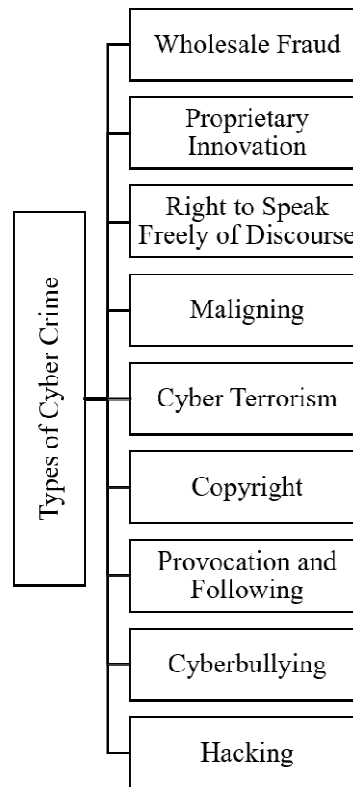 Types of Cyber Crime
Wholesale Fraud
Proprietary
Innovation
Right to Speak
Freely of Discourse
Maligning
Cyber Terrorism
Copyright
Provocation and
Following
Cyberbullying
Hacking